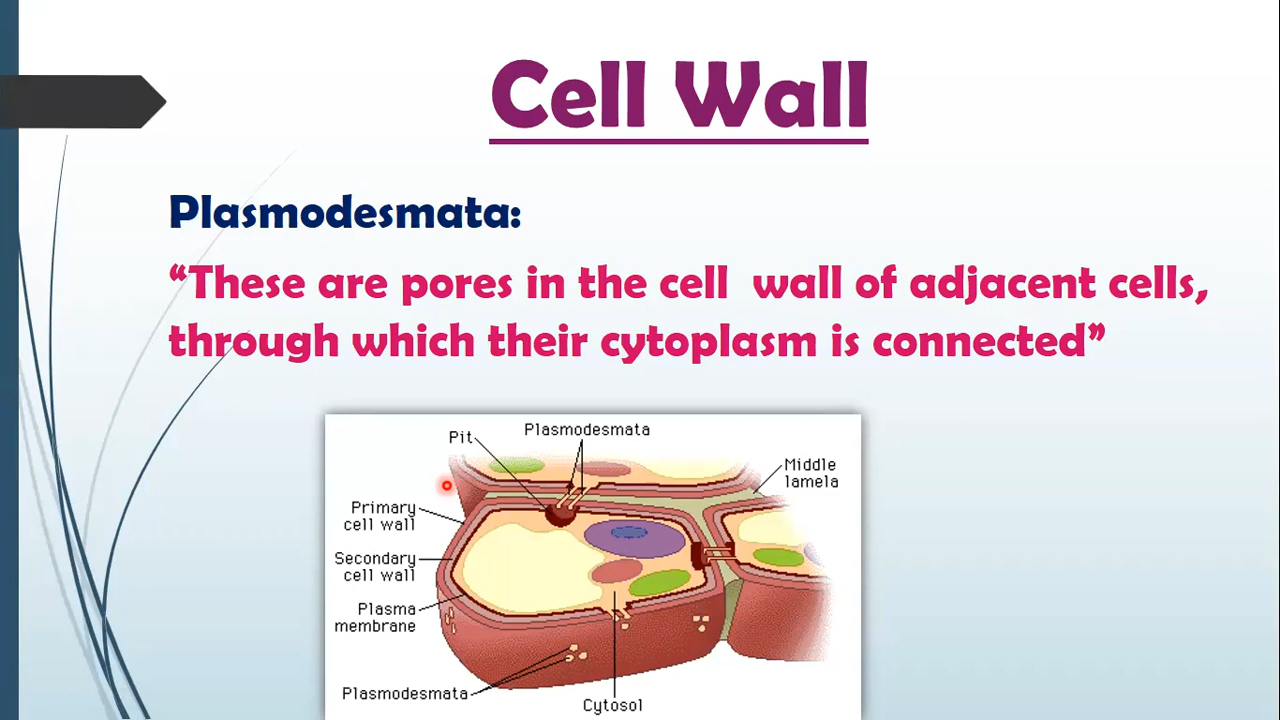 Cell Wall
Plasmodesmata:
“These are pores in the cell wall of adjacent cells,
through which their cytoplasm is connected”
Pit
Plasmodesmata
Middle
lamela
Primary
cell wall
Secondary
cell wall
Plasma
membrane
Plasmodesmata
Cytosol